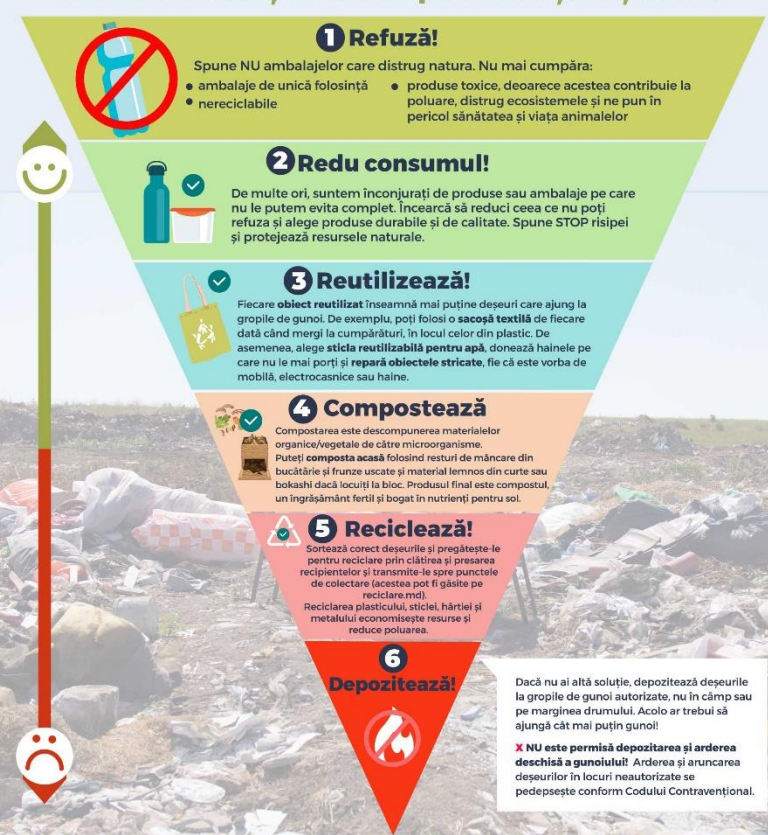 1 Refuză!
Spune NU ambalajelor care distrug natura. Nu mai cumpăra:
• ambalaje de unică folosință
• nereciclabile
• produse toxice, deoarece acestea contribuie la
poluare, distrug ecosistemele și ne pun în
pericol sănătatea și viața animalelor
2 Redu consumul!
De multe ori, suntem înconjurați de produse sau ambalaje pe care
nu le putem evita complet. Încearcă să reduci ceea ce nu poți
refuza și alege produse durabile și de calitate. Spune STOP risipei
și protejează resursele naturale.
3 Reutilizează!
Fiecare obiect reutilizat înseamnă mai puține deșeuri care ajung la
gropile de gunoi. De exemplu, poți folosi o sacoșă textilă de fiecare
dată când mergi la cumpărături, în locul celor din plastic. De
asemenea, alege sticla reutilizabilă pentru apă, donează hainele pe
care nu le mai porți și repară obiectele stricate, fie că este vorba de
mobilă, electrocasnice sau haine.
4 Compostează
Compostarea este descompunerea materialelor
organice/vegetale de către microorganisme.
Puteți composta acasă folosind resturi de mâncare din
bucătărie și frunze uscate și material lemnos din curte sau
bokashi dacă locuiți la bloc. Produsul final este compostul,
un îngrășământ fertil și bogat în nutrienți pentru sol.
5 Reciclează!
Sortează corect deșeurile și pregătește-le
pentru reciclare prin clătirea și presarea
recipientelor și transmite-le spre punctele
de colectare (acestea pot fi găsite pe
reciclare.md).
Reciclarea plasticului, sticlei, hârtiei și
metalului economisește resurse și
reduce poluarea.
6
Depozitează!
Dacă nu ai altă soluție, depozitează deșeurile
la gropile de gunoi autorizate, nu în câmp sau
pe marginea drumului. Acolo ar trebui să
ajungă cât mai puțin gunoi!
X NU este permisă depozitarea și arderea
deschisă a gunoiului! Arderea și aruncarea
deșeurilor în locuri neautorizate se
pedepsește conform Codului Contravențional.